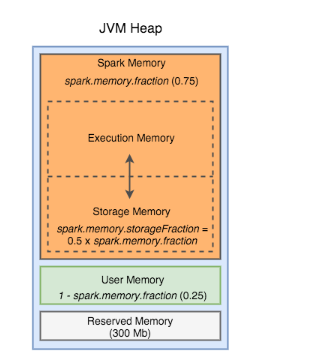 JVM Heap
Spark Memory
spark.memory.fraction (0.75)
Execution Memory
Storage Memory
spark.memory.storageFraction =
0.5 x spark.memory.fraction
User Memory
1 - spark.memory.fraction (0.25)
Reserved Memory
(300 Mb)